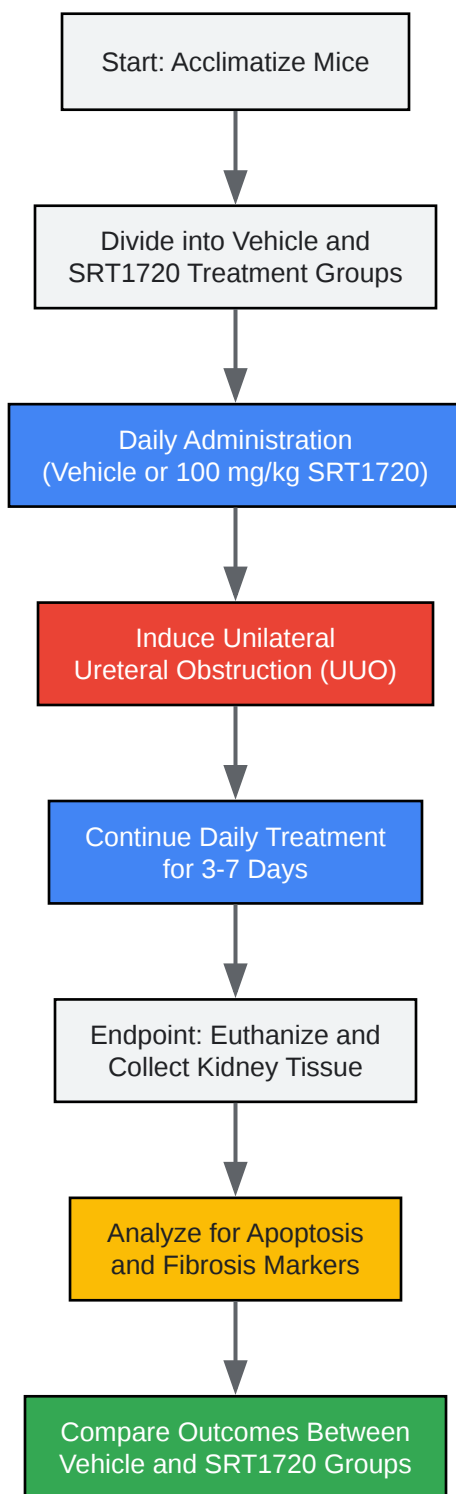 Start: Acclimatize Mice
Divide into Vehicle and
SRT1720 Treatment Groups
Daily Administration
(Vehicle or 100 mg/kg SRT1720)
Induce Unilateral
Ureteral Obstruction (UUO)
Continue Daily Treatment
for 3-7 Days
Endpoint: Euthanize and
Collect Kidney Tissue
Analyze for Apoptosis
and Fibrosis Markers
Compare Outcomes Between
Vehicle and SRT1720 Groups